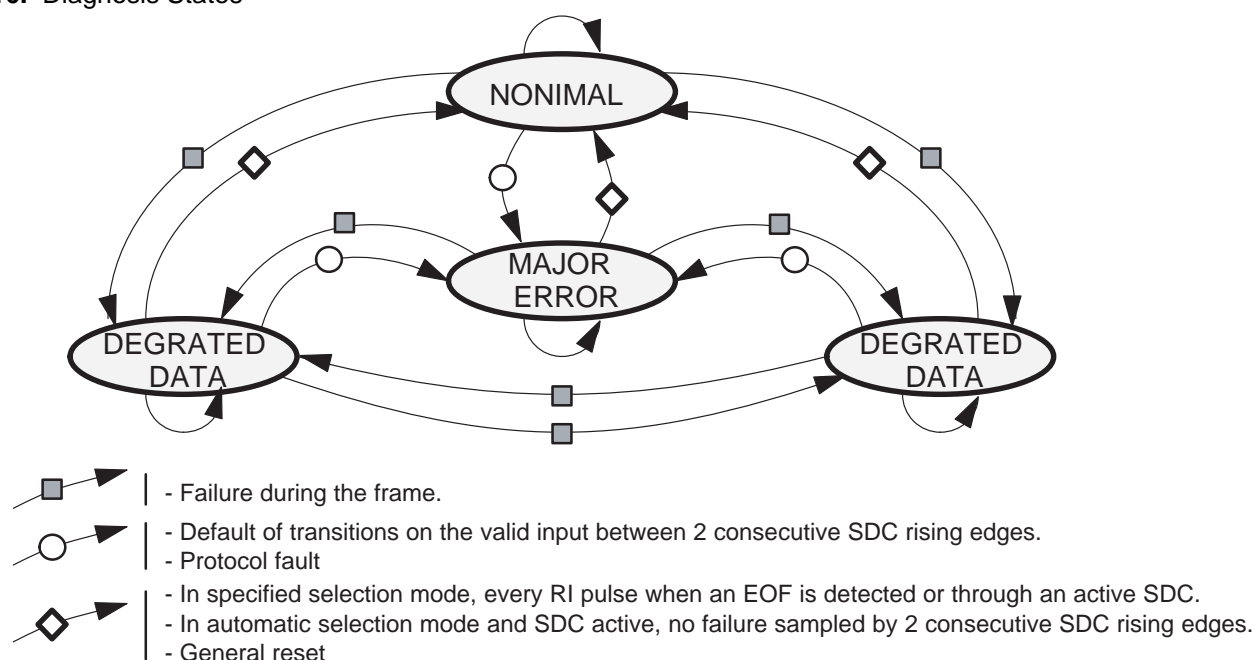 Diagnosis States
NONIMAL
MAJOR
ERROR
DEGRATED
DATA
DEGRATED
DATA
- Failure during the frame.
- Default of transitions on the valid input between 2 consecutive SDC rising edges.
- Protocol fault
- In specified selection mode, every RI pulse when an EOF is detected or through an active SDC.
- In automatic selection mode and SDC active, no failure sampled by 2 consecutive SDC rising edges.
- General reset